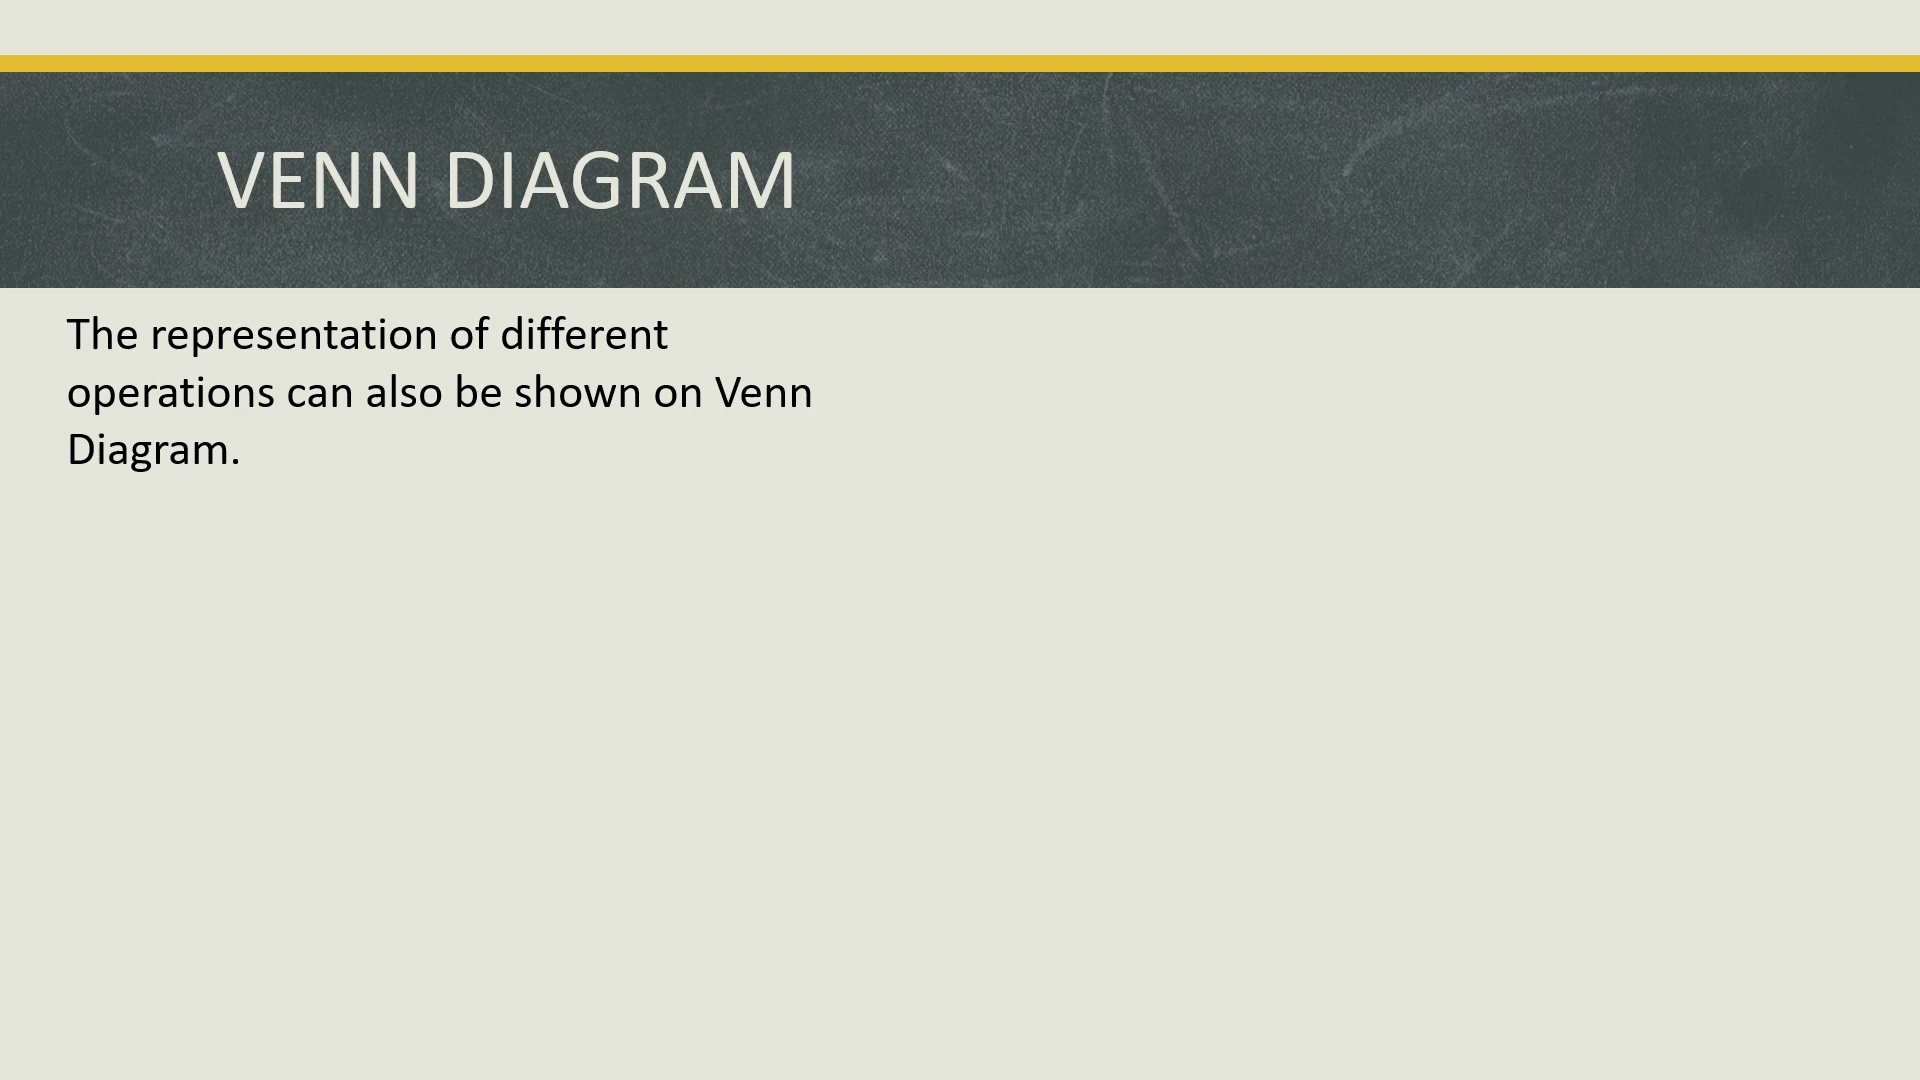 VENN DIAGRAM
The representation of different
operations can also be shown on Venn
Diagram.